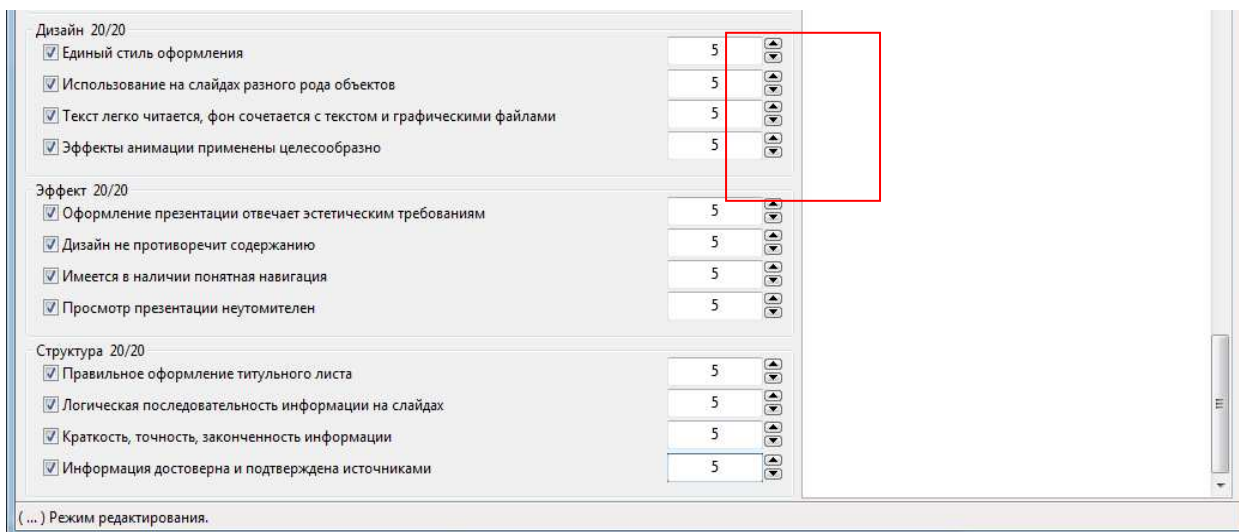 Дизайн 20/20
Единый стиль оформления 5
Использование на слайдах разного рода объектов 5
Текст легко читается, фон сочетается с текстом и графическими файлами 5
Эффекты анимации применены целесообразно 5
Эффект 20/20
Оформление презентации отвечает эстетическим требованиям 5
Дизайн не противоречит содержанию 5
Имеется в наличии понятная навигация 5
Просмотр презентации неутомителен 5
Структура 20/20
Правильное оформление титульного листа 5
Логическая последовательность информации на слайдах 5
Краткость, точность, законченность информации 5
Информация достоверна и подтверждена источниками 5
( ... ) Режим редактирования.